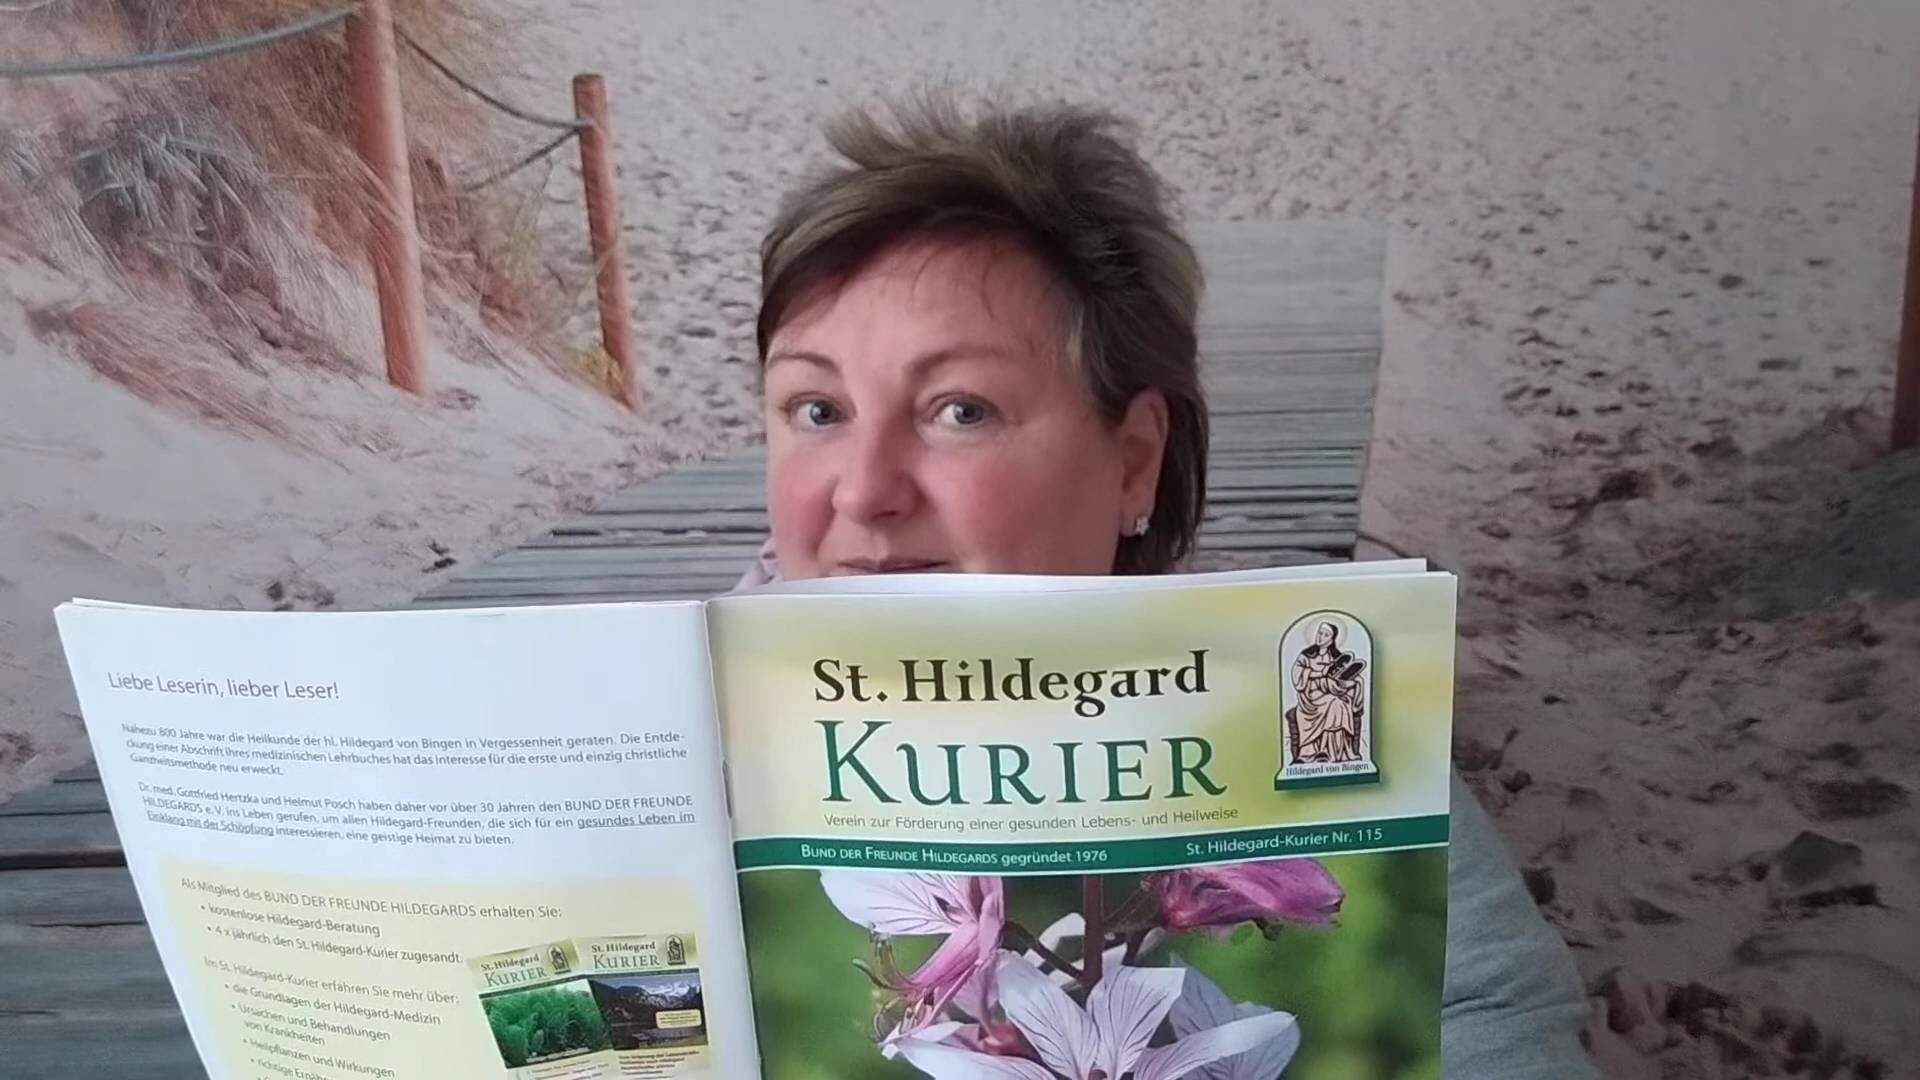 Liebe Leserin, lieber Leser!
Nahezu 800 Jahre war die Heilkunde der hl. Hildegard von Bingen in Vergessenheit geraten. Die Entde-
ckung einer Abschrift ihres medizinischen Lehrbuches hat das Interesse für die erste und einzig christliche
Ganzheitsmethode neu erweckt.
Dr. med. Gottfried Hertzka und Helmut Posch haben daher vor über 30 Jahren den BUND DER FREUNDE
HILDEGARDS e. V. ins Leben gerufen, um allen Hildegard-Freunden, die sich für ein gesundes Leben im
Einklang mit der Schöpfung interessieren, eine geistige Heimat zu bieten.
Als Mitglied des BUND DER FREUNDE HILDEGARDS erhalten Sie:
• kostenlose Hildegard-Beratung
• 4 x jährlich den St. Hildegard-Kurier zugesandt.
Im St. Hildegard-Kurier erfahren Sie mehr über:
• die Grundlagen der Hildegard-Medizin
• Ursachen und Behandlungen
von Krankheiten
• Heilpflanzen und Wirkungen
• richtige
St. Hildegard
KURIER
St. Hildegard
KURIER
St. Hildegard
KURIER
Hildegard von Bingen
Verein zur Förderung einer gesunden Lebens- und Heilweise
BUND DER FREUNDE HILDEGARDS gegründet 1976
St. Hildegard-Kurier Nr. 115